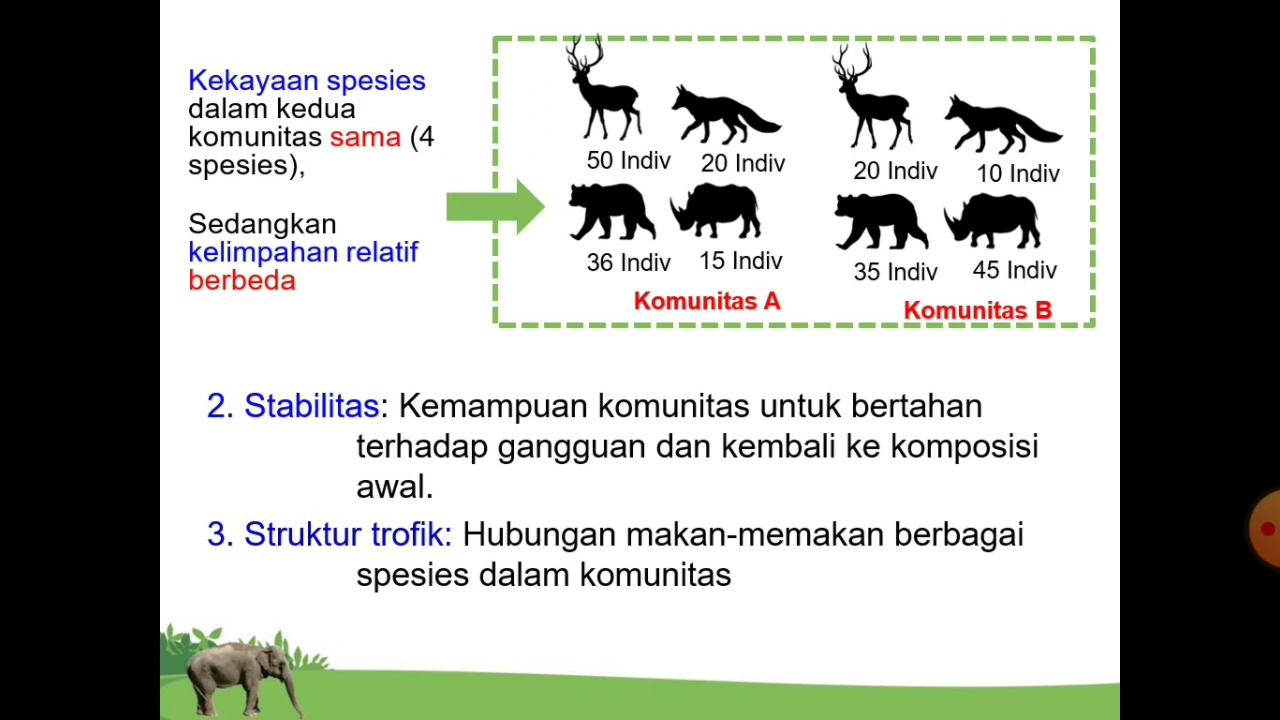 Kekayaan spesies
dalam kedua
komunitas sama (4
spesies),
Sedangkan
kelimpahan relatif
berbeda
50 Indiv
20 Indiv
36 Indiv
15 Indiv
Komunitas A
20 Indiv
10 Indiv
35 Indiv
45 Indiv
Komunitas B
2. Stabilitas: Kemampuan komunitas untuk bertahan
terhadap gangguan dan kembali ke komposisi
awal.
3. Struktur trofik: Hubungan makan-memakan berbagai
spesies dalam komunitas